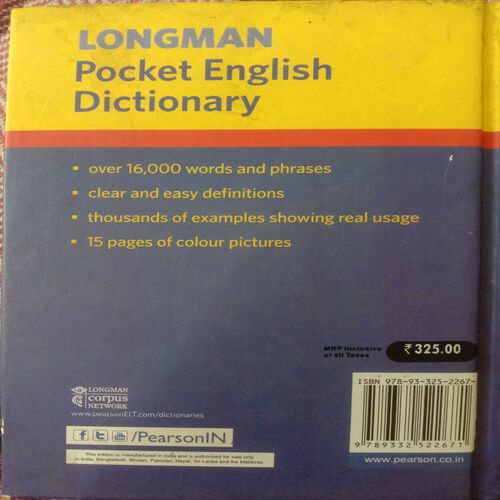 LONGMAN
Pocket English
Dictionary
over 16,000 words and phrases
clear and easy definitions
thousands of examples showing real usage
15 pages of colour pictures
MRP Inclusive
of all Taxes
₹ 325.00
ISBN 978-93-325-2267-
9 789332 522671
LONGMAN
corpus
NETWORK
www.pearsonELT.com/dictionaries
f t You Tube /PearsonIN
This edition is manufactured in India and is authorized for sale only
in India, Bangladesh, Bhutan, Pakistan, Nepal, Sri Lanka and the Maldives.
www.pearson.co.in